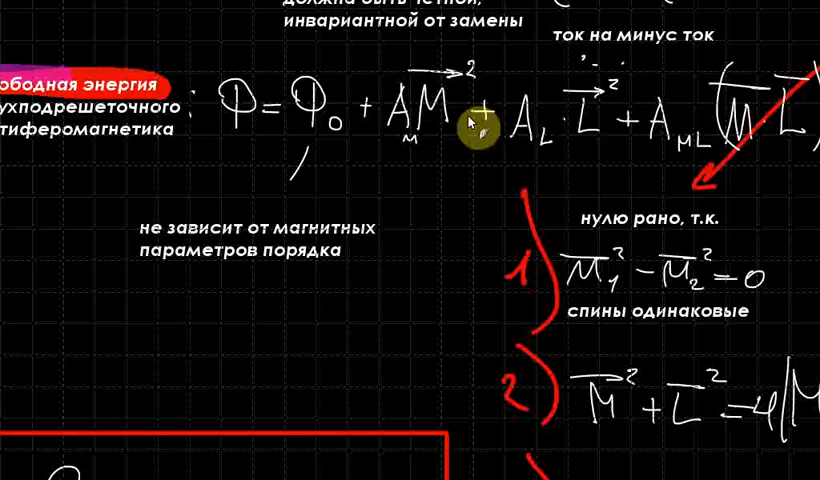 должна быть четной,
инвариантной от замены
ток на минус ток
ободная энергия
ухподрешеточного
тиферомагнетика
: Φ = Φ₀ + A_M M⃗² + A_L · L⃗² + A_ML (M⃗ · L⃗)
,
не зависит от магнитных
параметров порядка
нулю рано, т.к.
1) M⃗₁² − M⃗₂² = 0
спины одинаковые
2) M⃗² + L⃗² = 4|M
)